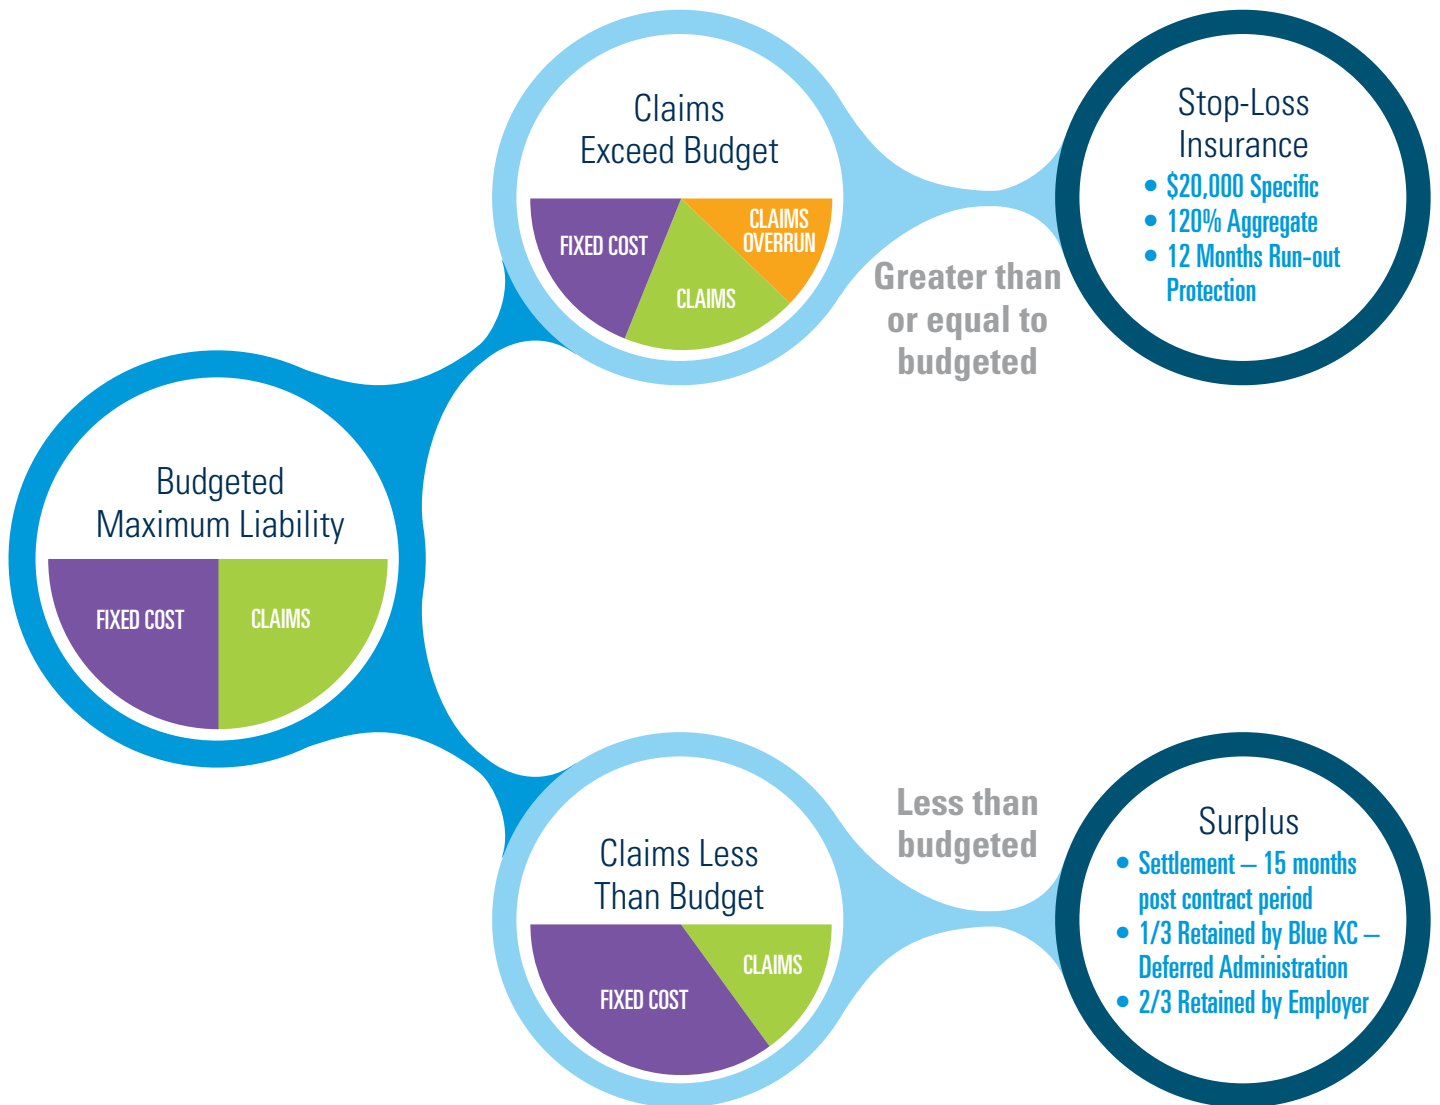 Claims
Exceed Budget
FIXED COST
CLAIMS
CLAIMS
OVERRUN
Greater than
or equal to
budgeted
Stop-Loss
Insurance
• $20,000 Specific
• 120% Aggregate
• 12 Months Run-out
Protection
Budgeted
Maximum Liability
FIXED COST
CLAIMS
Claims Less
Than Budget
FIXED COST
CLAIMS
Less than
budgeted
Surplus
• Settlement – 15 months
post contract period
• 1/3 Retained by Blue KC –
Deferred Administration
• 2/3 Retained by Employer